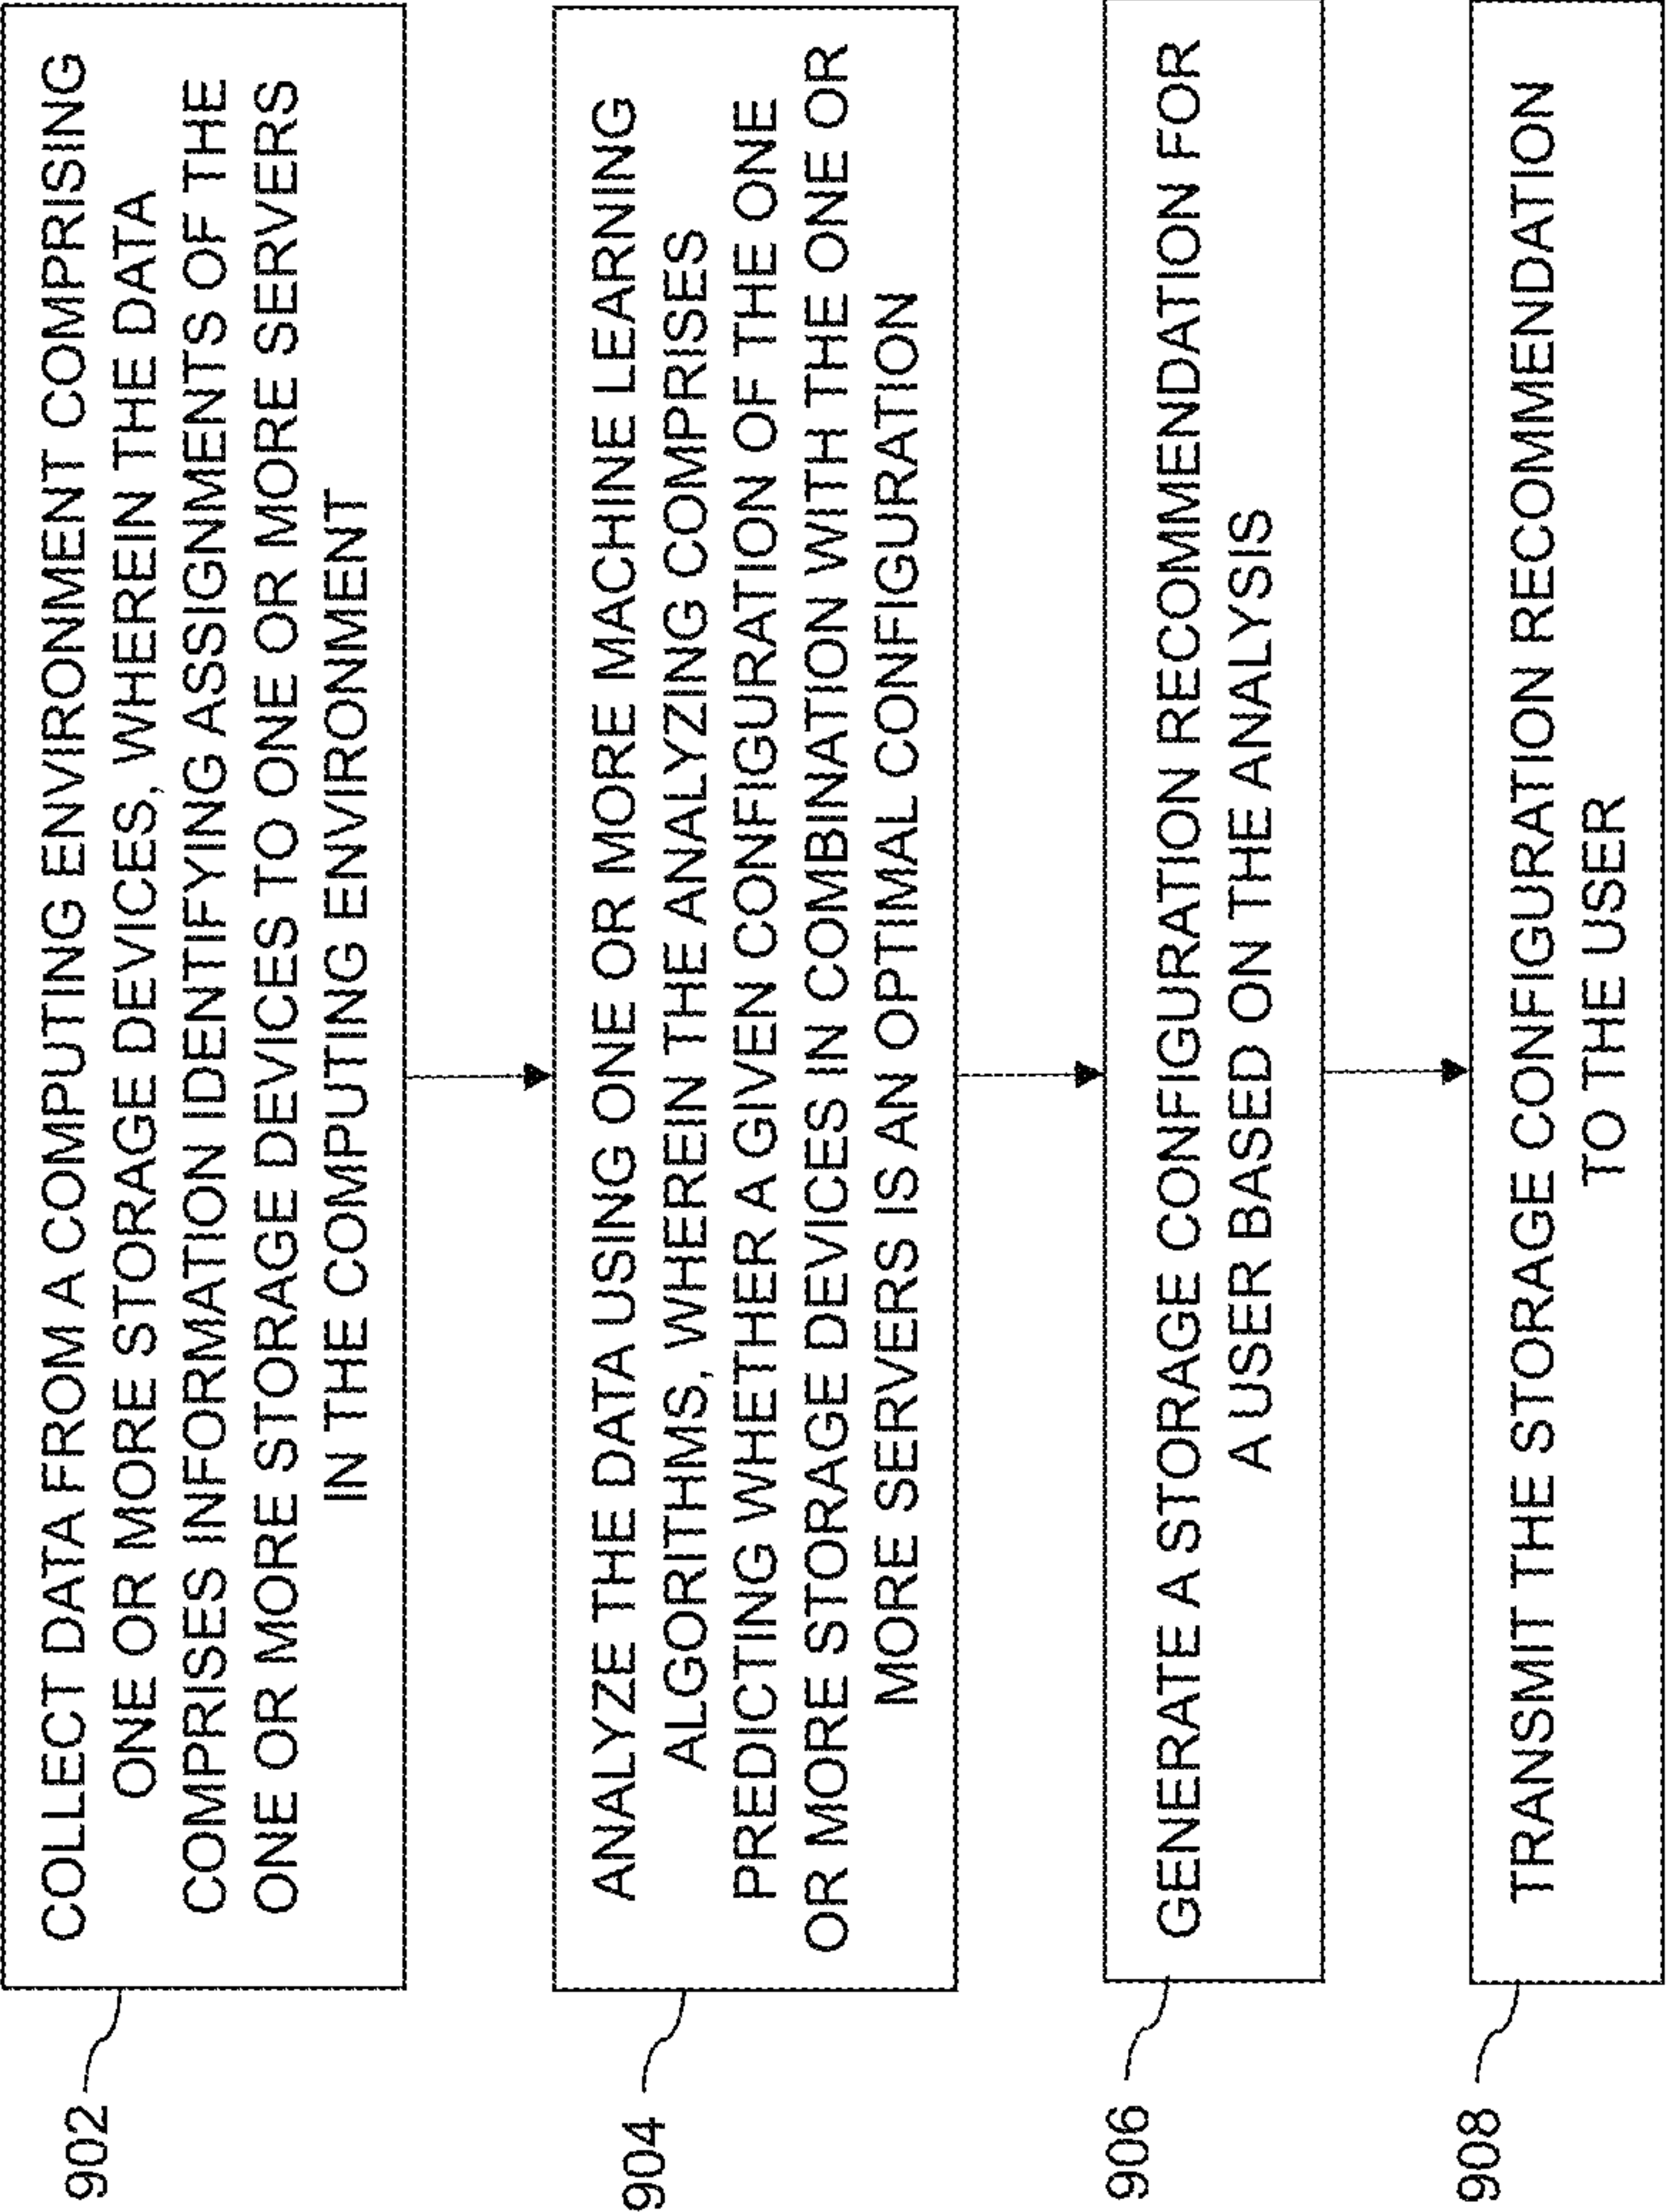 902
COLLECT DATA FROM A COMPUTING ENVIRONMENT COMPRISING
ONE OR MORE STORAGE DEVICES, WHEREIN THE DATA
COMPRISES INFORMATION IDENTIFYING ASSIGNMENTS OF THE
ONE OR MORE STORAGE DEVICES TO ONE OR MORE SERVERS
IN THE COMPUTING ENVIRONMENT
904
ANALYZE THE DATA USING ONE OR MORE MACHINE LEARNING
ALGORITHMS, WHEREIN THE ANALYZING COMPRISES
PREDICTING WHETHER A GIVEN CONFIGURATION OF THE ONE
OR MORE STORAGE DEVICES IN COMBINATION WITH THE ONE OR
MORE SERVERS IS AN OPTIMAL CONFIGURATION
906
GENERATE A STORAGE CONFIGURATION RECOMMENDATION FOR
A USER BASED ON THE ANALYSIS
908
TRANSMIT THE STORAGE CONFIGURATION RECOMMENDATION
TO THE USER